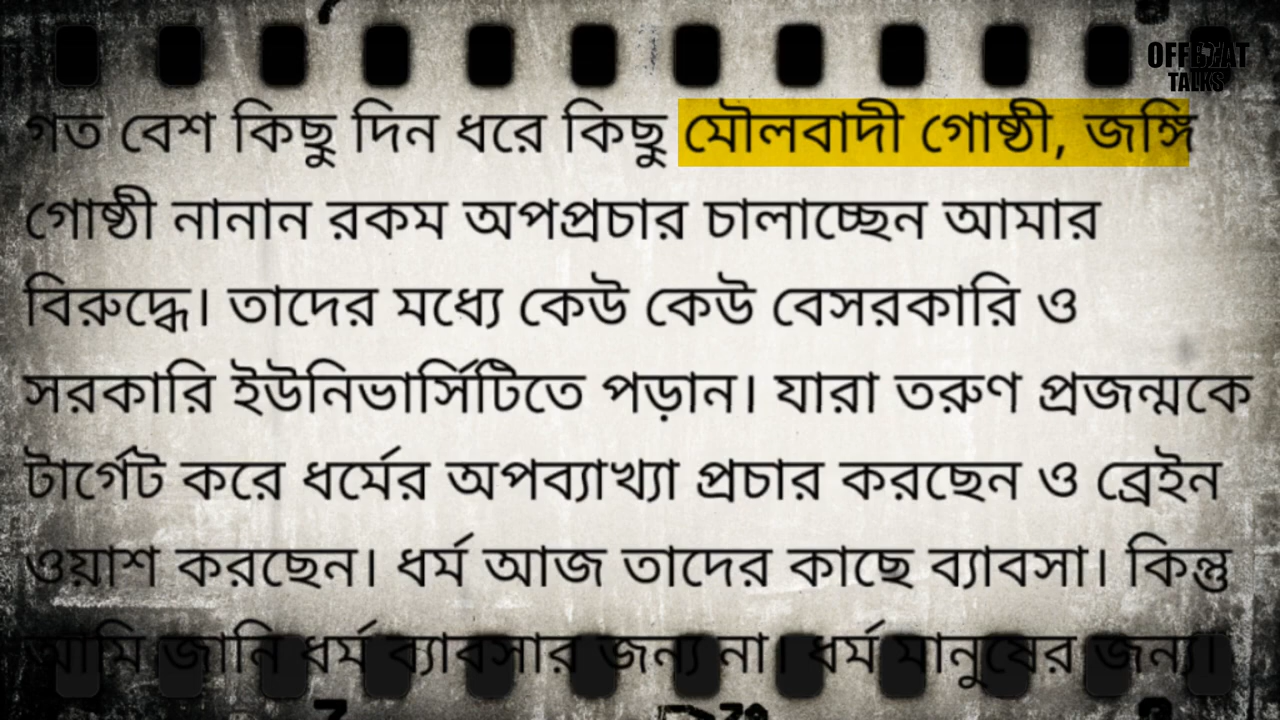 OFFBEAT
TALKS
গত বেশ কিছু দিন ধরে কিছু মৌলবাদী গোষ্ঠী, জঙ্গি
গোষ্ঠী নানান রকম অপপ্রচার চালাচ্ছেন আমার
বিরুদ্ধে। তাদের মধ্যে কেউ কেউ বেসরকারি ও
সরকারি ইউনিভার্সিটিতে পড়ান। যারা তরুণ প্রজন্মকে
টার্গেট করে ধর্মের অপব্যাখ্যা প্রচার করছেন ও ব্রেইন
ওয়াশ করছেন। ধর্ম আজ তাদের কাছে ব্যাবসা। কিন্তু
আমি জানি ধর্ম ব্যাবসার জন্য না। ধর্ম মানুষের জন্য।